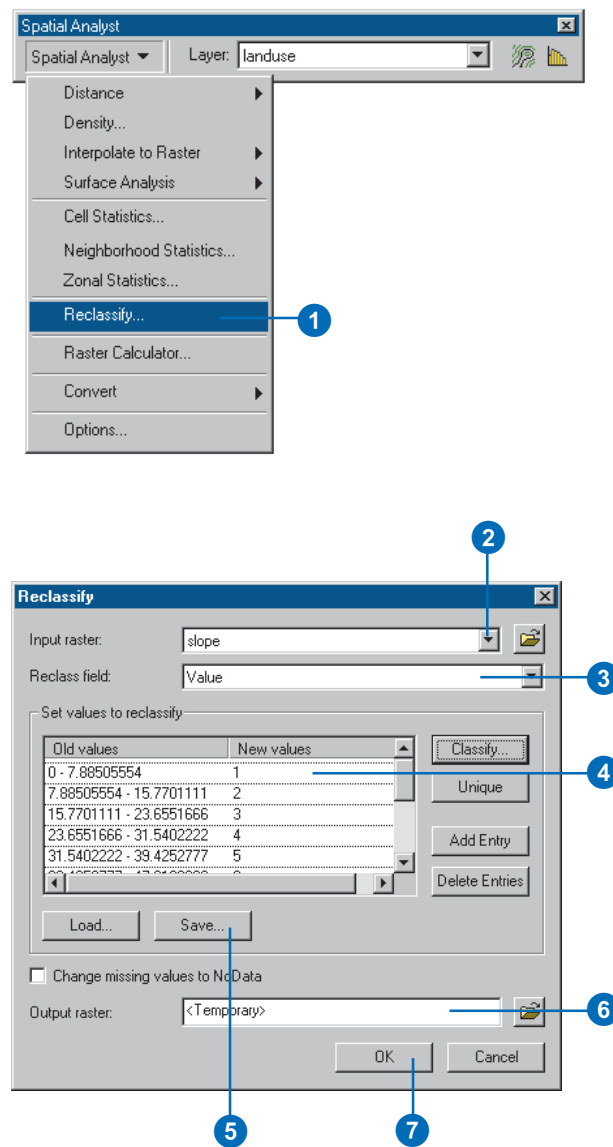 Spatial Analyst
Spatial Analyst Layer: landuse
Distance
Density...
Interpolate to Raster
Surface Analysis
Cell Statistics...
Neighborhood Statistics...
Zonal Statistics...
Reclassify...
1
Raster Calculator...
Convert
Options...
2
Reclassify
Input raster: slope
Reclass field: Value
3
Set values to reclassify
Old values New values
Classify...
0 - 7.88505554 1
4
7.88505554 - 15.7701111 2
Unique
15.7701111 - 23.6551666 3
23.6551666 - 31.5402222 4
Add Entry
31.5402222 - 39.4252777 5
Delete Entries
Load... Save...
Change missing values to NoData
Output raster: <Temporary>
6
OK Cancel
5 7